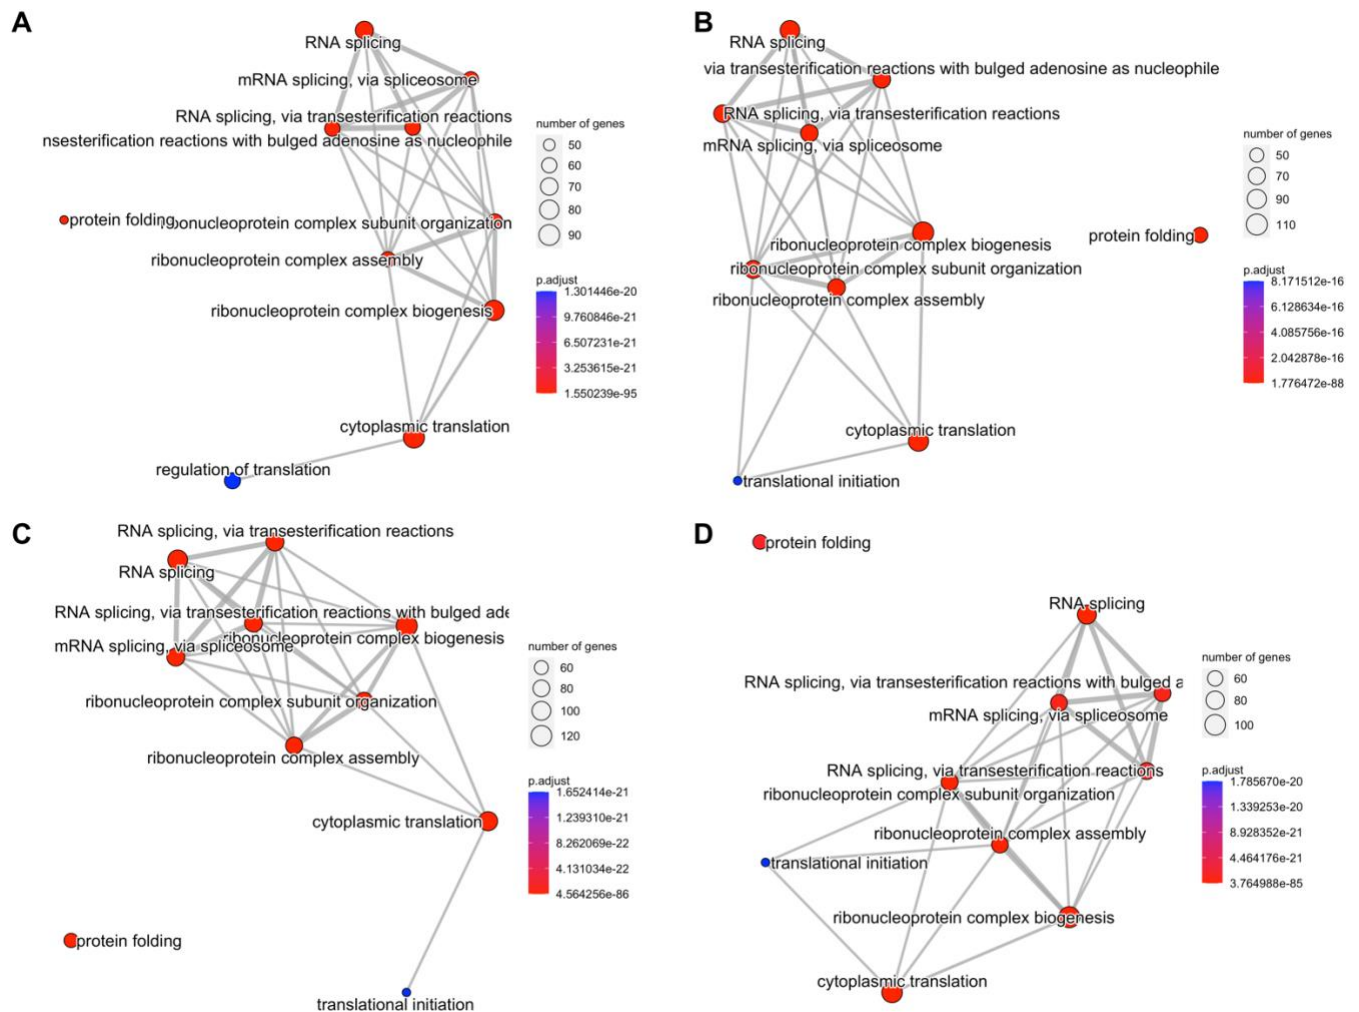 A
RNA splicing
mRNA splicing, via spliceosome
RNA splicing, via transesterification reactions
nsesterification reactions with bulged adenosine as nucleophile
protein folding
bonucleoprotein complex subunit organization
ribonucleoprotein complex assembly
ribonucleoprotein complex biogenesis
cytoplasmic translation
regulation of translation
number of genes
50
60
70
80
90
p.adjust
1.301446e-20
9.760846e-21
6.507231e-21
3.253615e-21
1.550239e-95
B
RNA splicing
via transesterification reactions with bulged adenosine as nucleophile
RNA splicing, via transesterification reactions
mRNA splicing, via spliceosome
ribonucleoprotein complex biogenesis
protein folding
ribonucleoprotein complex subunit organization
ribonucleoprotein complex assembly
cytoplasmic translation
translational initiation
number of genes
50
70
90
110
p.adjust
8.171512e-16
6.128634e-16
4.085756e-16
2.042878e-16
1.776472e-88
C
RNA splicing, via transesterification reactions
RNA splicing
RNA splicing, via transesterification reactions with bulged ade
ribonucleoprotein complex biogenesis
mRNA splicing, via spliceosome
ribonucleoprotein complex subunit organization
ribonucleoprotein complex assembly
cytoplasmic translation
protein folding
translational initiation
number of genes
60
80
100
120
p.adjust
1.652414e-21
1.239310e-21
8.262069e-22
4.131034e-22
4.564256e-86
D
protein folding
RNA splicing
RNA splicing, via transesterification reactions with bulged a
mRNA splicing, via spliceosome
RNA splicing, via transesterification reactions
ribonucleoprotein complex subunit organization
ribonucleoprotein complex assembly
translational initiation
ribonucleoprotein complex biogenesis
cytoplasmic translation
number of genes
60
80
100
p.adjust
1.785670e-20
1.339253e-20
8.928352e-21
4.464176e-21
3.764988e-85